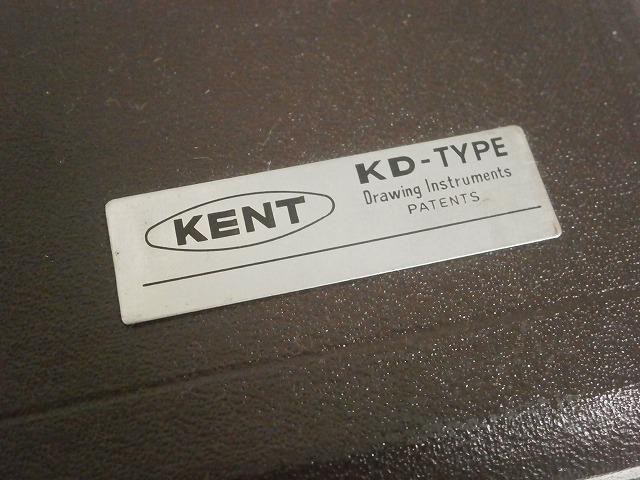 KENT
KD-TYPE
Drawing Instruments
PATENTS